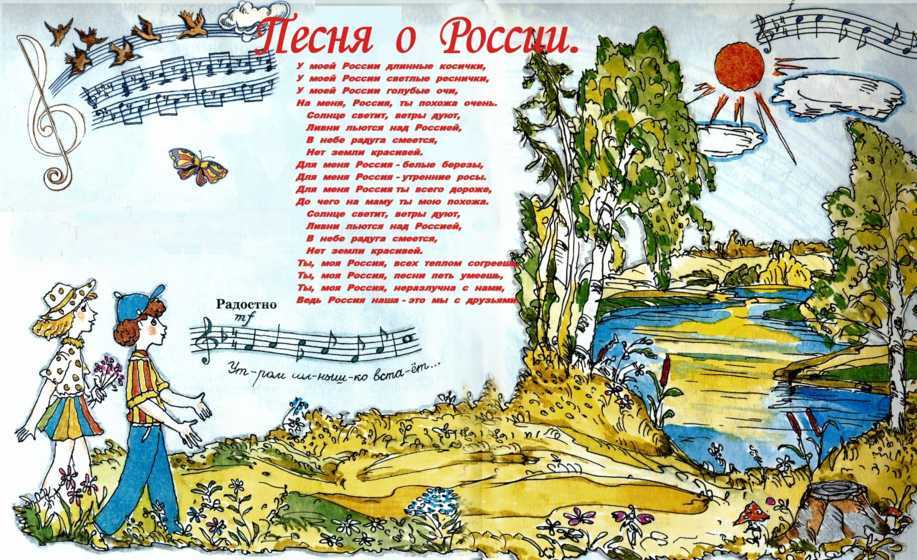 Песня о России.
У моей России длинные косички,
У моей России светлые реснички,
У моей России голубые очи,
На меня, Россия, ты похожа очень.
Солнце светит, ветры дуют,
Ливни льются над Россией,
В небе радуга смеется,
Нет земли красивей.
Для меня Россия - белые березы,
Для меня Россия - утренние росы.
Для меня Россия ты всего дороже,
До чего на маму ты мою похожа.
Солнце светит, ветры дуют,
Ливни льются над Россией,
В небе радуга смеется,
Нет земли красивей.
Ты, моя Россия, всех теплом согреешь,
Ты, моя Россия, песни петь умеешь,
Ты, моя Россия, неразлучна с нами,
Ведь Россия наша - это мы с друзьями
Радостно
mf
Ут-ром сол-ныш-ко вста-ёт...